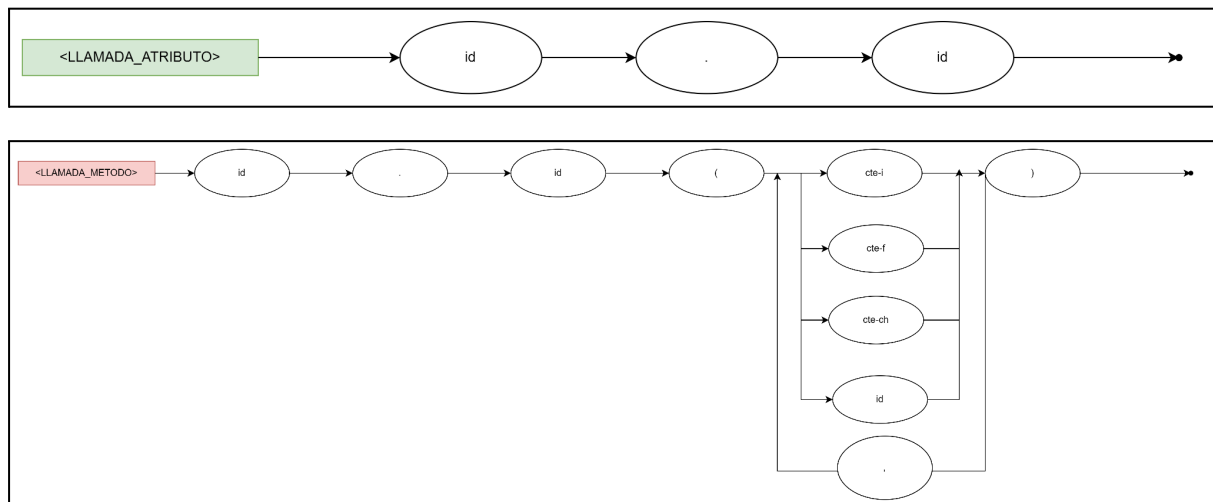 <LLAMADA_ATRIBUTO> id . id
<LLAMADA_METODO> id . id ( cte-i )
cte-f
cte-ch
id
,